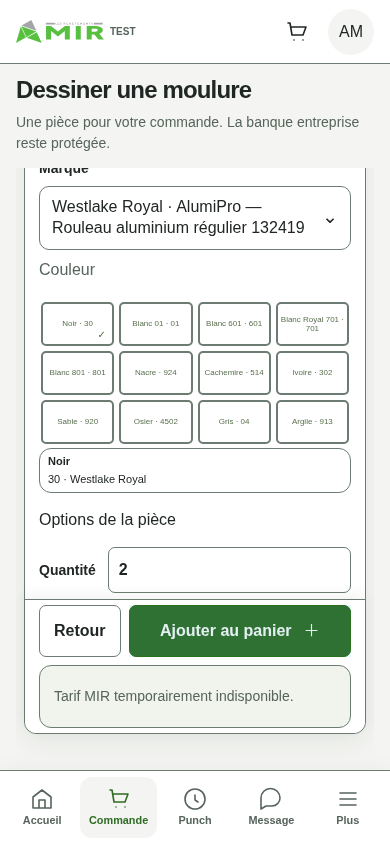 MIR TEST
AM
Dessiner une moulure
Une pièce pour votre commande. La banque entreprise
reste protégée.
Marque
Westlake Royal · AlumiPro —
Rouleau aluminium régulier 132419
Couleur
Noir · 30 ✓
Blanc 01 · 01
Blanc 601 · 601
Blanc Royal 701 ·
701
Blanc 801 · 801
Nacre · 924
Cachemire · 514
Ivoire · 302
Sable · 920
Osier · 4502
Gris · 04
Argile · 913
Noir
30 · Westlake Royal
Options de la pièce
Quantité 2
Retour
Ajouter au panier +
Tarif MIR temporairement indisponible.
Accueil
Commande
Punch
Message
Plus